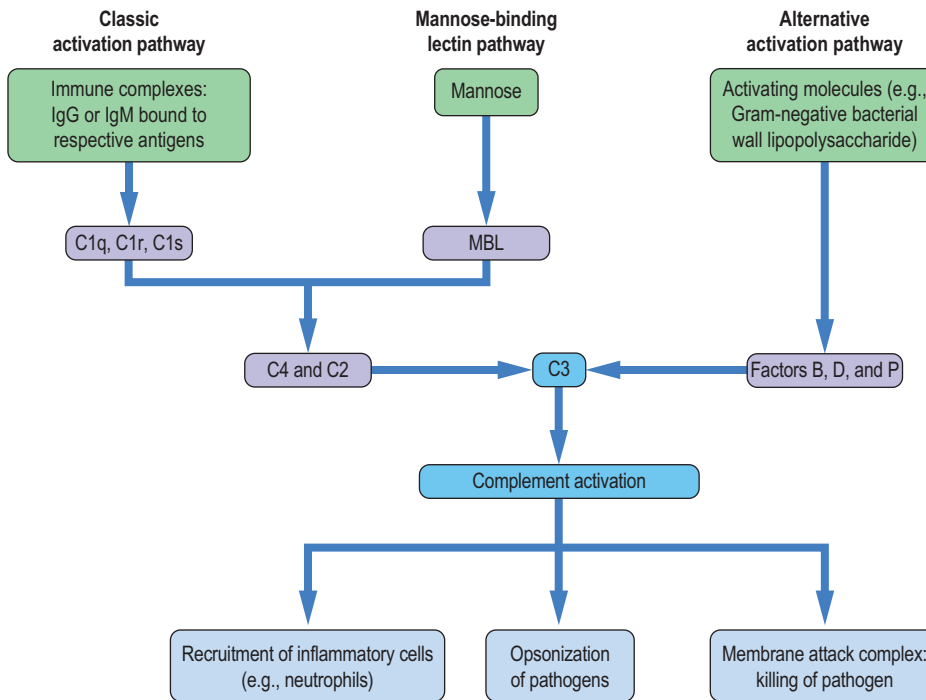 Classic
activation pathway
Mannose-binding
lectin pathway
Alternative
activation pathway
Immune complexes:
IgG or IgM bound to
respective antigens
Mannose
Activating molecules (e.g.,
Gram-negative bacterial
wall lipopolysaccharide)
C1q, C1r, C1s
MBL
C4 and C2
C3
Factors B, D, and P
Complement activation
Recruitment of inflammatory cells
(e.g., neutrophils)
Opsonization
of pathogens
Membrane attack complex:
killing of pathogen